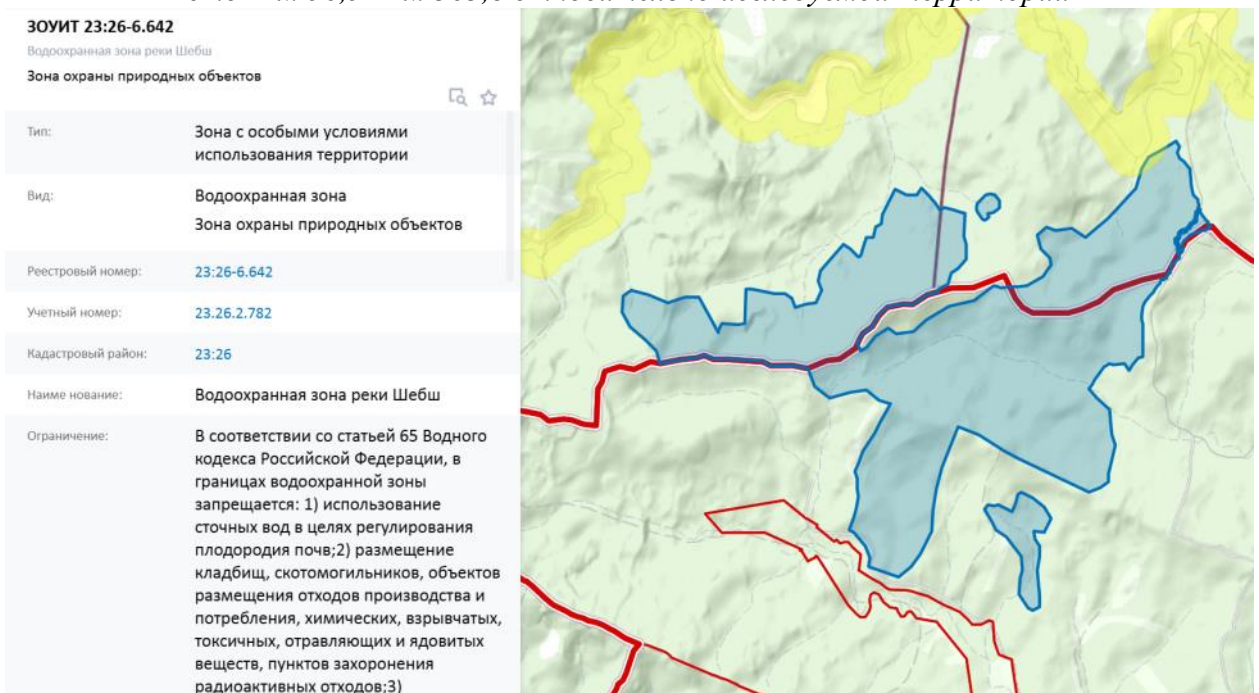 ЗОУИТ 23:26-6.642
Водоохранная зона реки Шебш
Зона охраны природных объектов
Тип:
Зона с особыми условиями
использования территории
Вид:
Водоохранная зона
Зона охраны природных объектов
Реестровый номер:
23:26-6.642
Учетный номер:
23.26.2.782
Кадастровый район:
23:26
Наиме нование:
Водоохранная зона реки Шебш
Ограничение:
В соответствии со статьей 65 Водного
кодекса Российской Федерации, в
границах водоохранной зоны
запрещается: 1) использование
сточных вод в целях регулирования
плодородия почв;2) размещение
кладбищ, скотомогильников, объектов
размещения отходов производства и
потребления, химических, взрывчатых,
токсичных, отравляющих и ядовитых
веществ, пунктов захоронения
радиоактивных отходов;3)